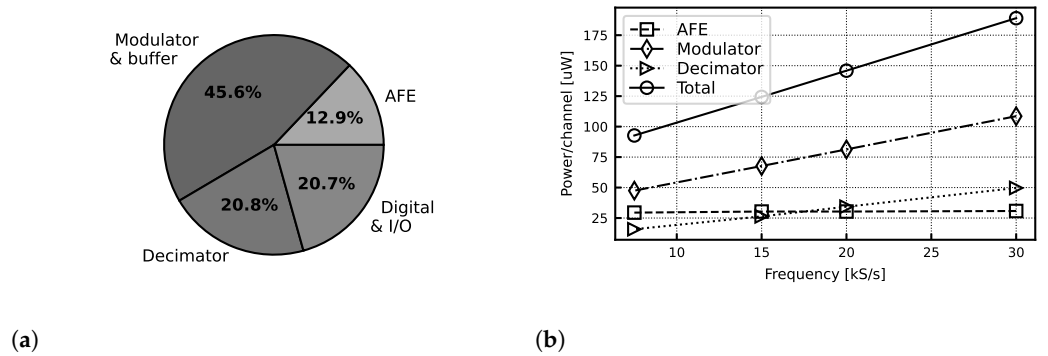 Modulator
& buffer
45.6%
AFE
12.9%
20.7%
20.8%
Digital
& I/O
Decimator
(a)
Power/channel [uW]
175
150
125
100
75
50
25
AFE
Modulator
Decimator
Total
10 15 20 25 30
Frequency [kS/s]
(b)